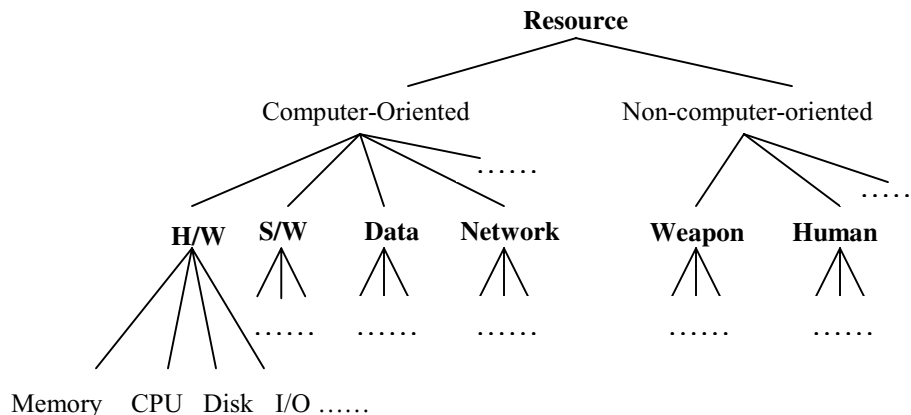 Resource
Computer-Oriented Non-computer-oriented
......
.....
H/W S/W Data Network Weapon Human
...... ...... ...... ...... ......
Memory CPU Disk I/O ......